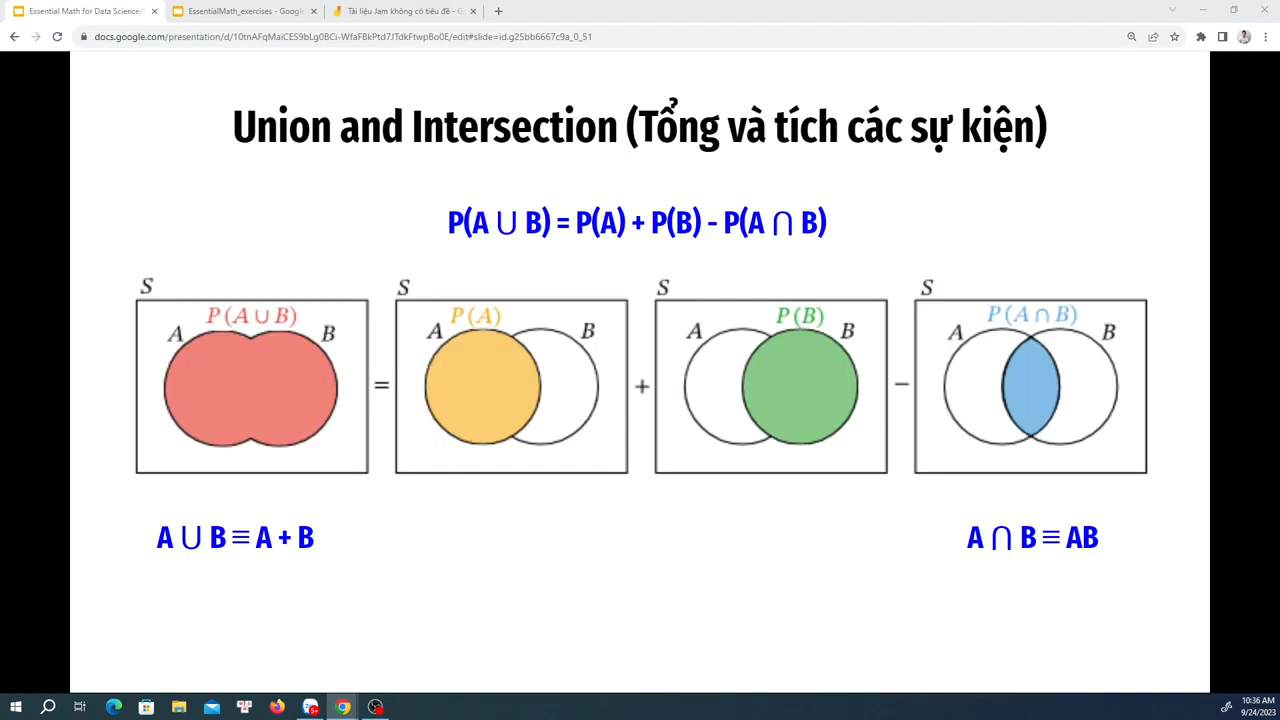 Essential Math for Data Science/
EssentialMath_exercises - Google
Tài liệu Jam không có tiêu đề - G
docs.google.com/presentation/d/10tnAFqMaiCES9bLg0BCi-WfaFBkPtd7JTdkFtwpBo0E/edit#slide=id.g25bb6667c9a_0_51
Union and Intersection (Tổng và tích các sự kiện)
P(A ∪ B) = P(A) + P(B) - P(A ∩ B)
S S S S
P(A ∪ B) P(A) P(B) P(A ∩ B)
A B A B A B A B
= + −
A ∪ B ≡ A + B
A ∩ B ≡ AB
5+
10:36 AM
9/24/2023